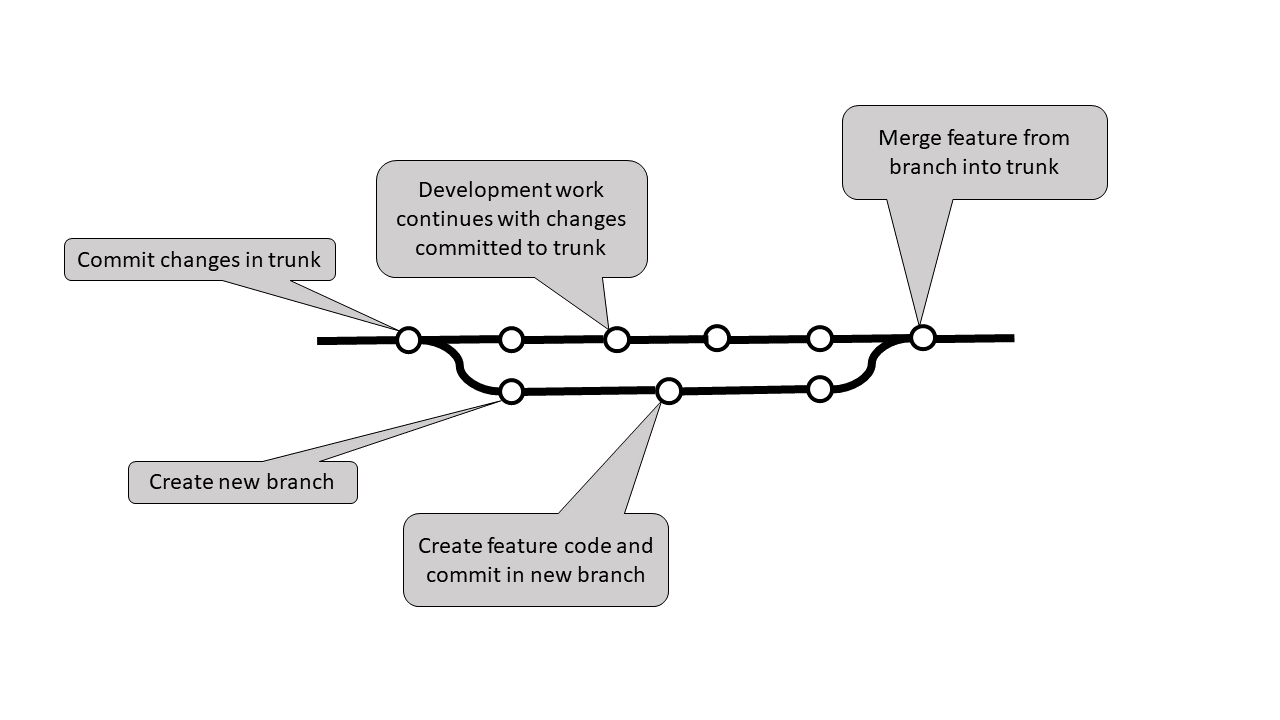 Merge feature from
branch into trunk
Development work
continues with changes
committed to trunk
Commit changes in trunk
Create new branch
Create feature code and
commit in new branch